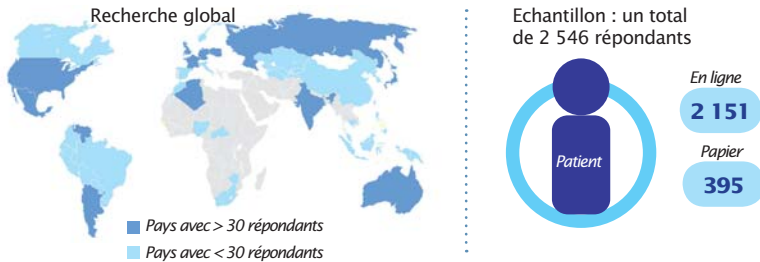 Recherche global
Pays avec > 30 répondants
Pays avec < 30 répondants
Echantillon : un total
de 2 546 répondants
Patient
En ligne
2 151
Papier
395